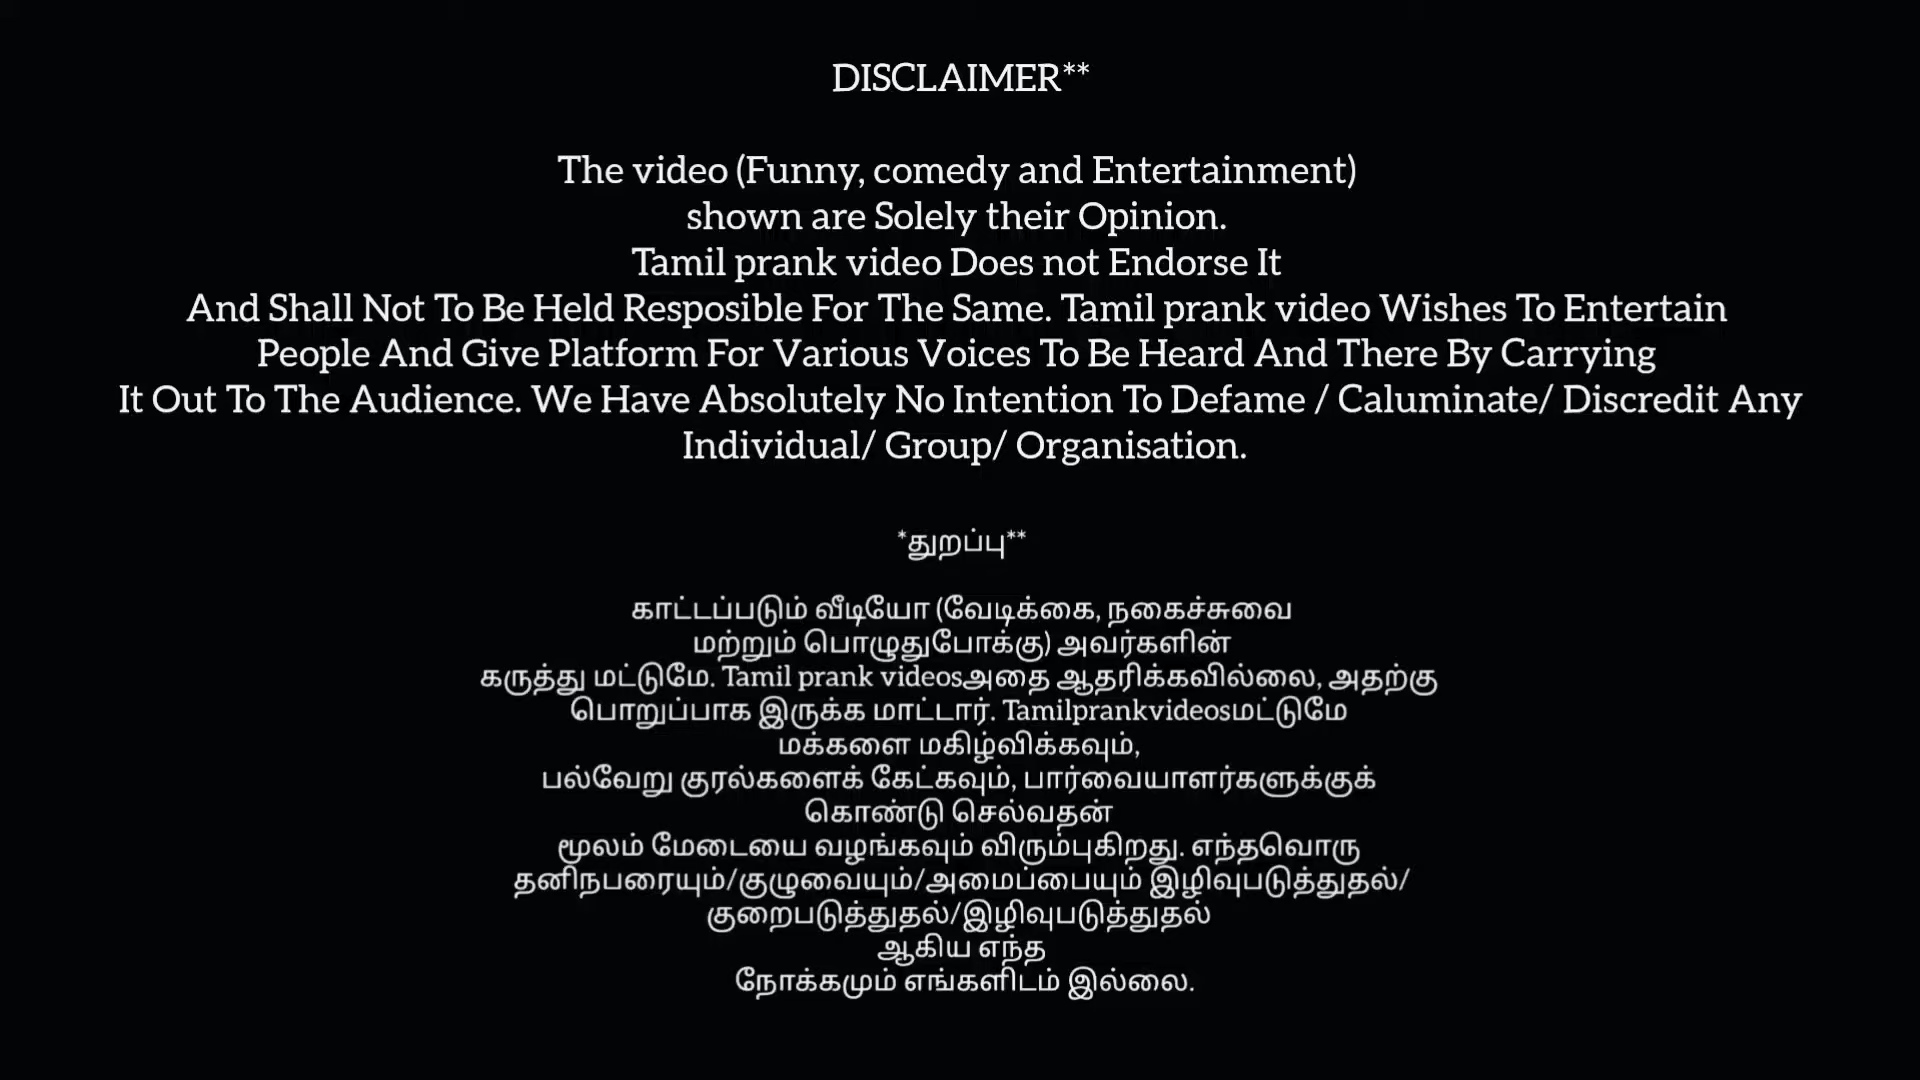 DISCLAIMER**
The video (Funny, comedy and Entertainment)
shown are Solely their Opinion.
Tamil prank video Does not Endorse It
And Shall Not To Be Held Resposible For The Same. Tamil prank video Wishes To Entertain
People And Give Platform For Various Voices To Be Heard And There By Carrying
It Out To The Audience. We Have Absolutely No Intention To Defame / Caluminate/ Discredit Any
Individual/ Group/ Organisation.
*துறப்பு**
காட்டப்படும் வீடியோ (வேடிக்கை, நகைச்சுவை
மற்றும் பொழுதுபோக்கு) அவர்களின்
கருத்து மட்டுமே. Tamil prank videosஅதை ஆதரிக்கவில்லை, அதற்கு
பொறுப்பாக இருக்க மாட்டார். Tamilprankvideosமட்டுமே
மக்களை மகிழ்விக்கவும்,
பல்வேறு குரல்களைக் கேட்கவும், பார்வையாளர்களுக்குக்
கொண்டு செல்வதன்
மூலம் மேடையை வழங்கவும் விரும்புகிறது. எந்தவொரு
தனிநபரையும்/குழுவையும்/அமைப்பையும் இழிவுபடுத்துதல்/
குறைபடுத்துதல்/இழிவுபடுத்துதல்
ஆகிய எந்த
நோக்கமும் எங்களிடம் இல்லை.